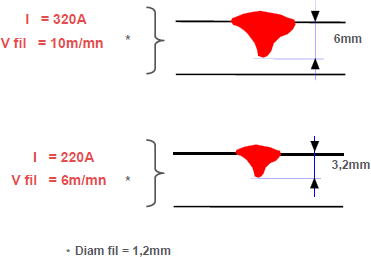 I = 320A
V fil = 10m/mn *
6mm
I = 220A
V fil = 6m/mn *
3,2mm
* Diam fil = 1,2mm